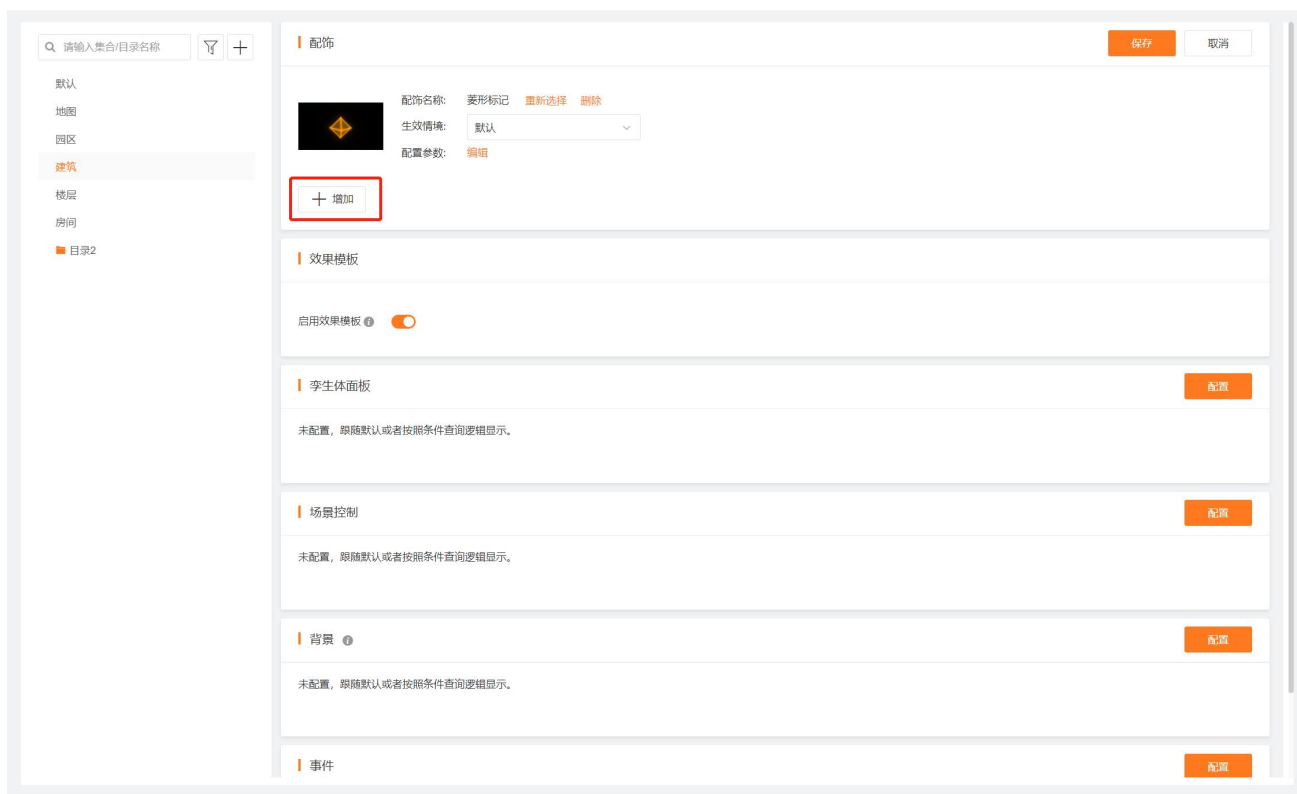 请输入集合/目录名称
默认
地图
园区
建筑
楼层
房间
目录2
配饰
保存
取消
配饰名称: 菱形标记 重新选择 删除
生效情境: 默认
配置参数: 编辑
增加
效果模板
启用效果模板
孪生体面板
配置
未配置，跟随默认或者按照条件查询逻辑显示。
场景控制
配置
未配置，跟随默认或者按照条件查询逻辑显示。
背景
配置
未配置，跟随默认或者按照条件查询逻辑显示。
事件
配置